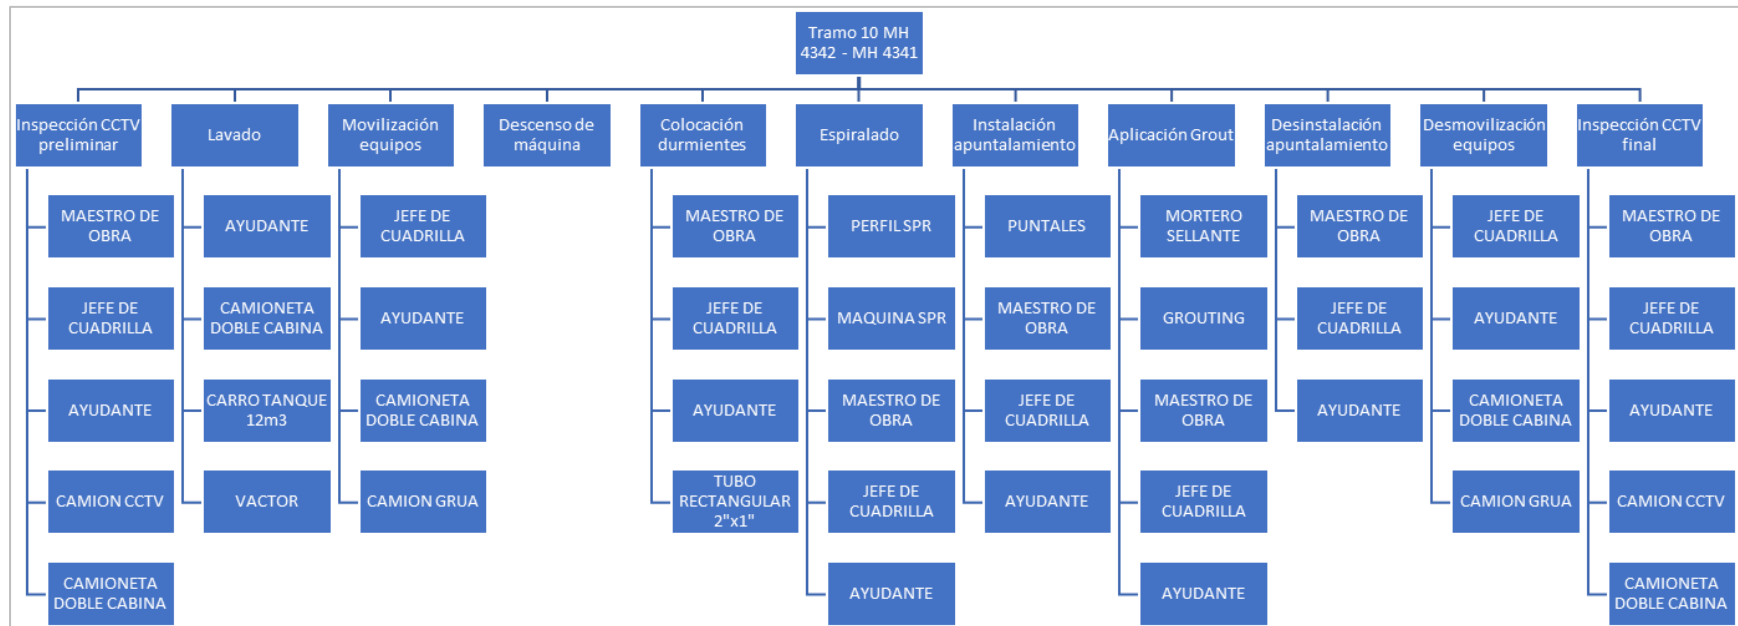 Tramo 10 MH
4342 - MH 4341
Inspección CCTV
preliminar
Lavado
Movilización
equipos
Descenso de
máquina
Colocación
durmientes
Espiralado
Instalación
apuntalamiento
Aplicación Grout
Desinstalación
apuntalamiento
Desmovilización
equipos
Inspección CCTV
final
MAESTRO DE
OBRA
JEFE DE
CUADRILLA
AYUDANTE
CAMION CCTV
CAMIONETA
DOBLE CABINA
AYUDANTE
CAMIONETA
DOBLE CABINA
CARRO TANQUE
12m3
VACTOR
JEFE DE
CUADRILLA
AYUDANTE
CAMIONETA
DOBLE CABINA
CAMION GRUA
MAESTRO DE
OBRA
JEFE DE
CUADRILLA
AYUDANTE
TUBO
RECTANGULAR
2"x1"
PERFIL SPR
MAQUINA SPR
MAESTRO DE
OBRA
JEFE DE
CUADRILLA
AYUDANTE
PUNTALES
MAESTRO DE
OBRA
JEFE DE
CUADRILLA
AYUDANTE
MORTERO
SELLANTE
GROUTING
MAESTRO DE
OBRA
JEFE DE
CUADRILLA
AYUDANTE
MAESTRO DE
OBRA
JEFE DE
CUADRILLA
AYUDANTE
JEFE DE
CUADRILLA
AYUDANTE
CAMIONETA
DOBLE CABINA
CAMION GRUA
MAESTRO DE
OBRA
JEFE DE
CUADRILLA
AYUDANTE
CAMION CCTV
CAMIONETA
DOBLE CABINA